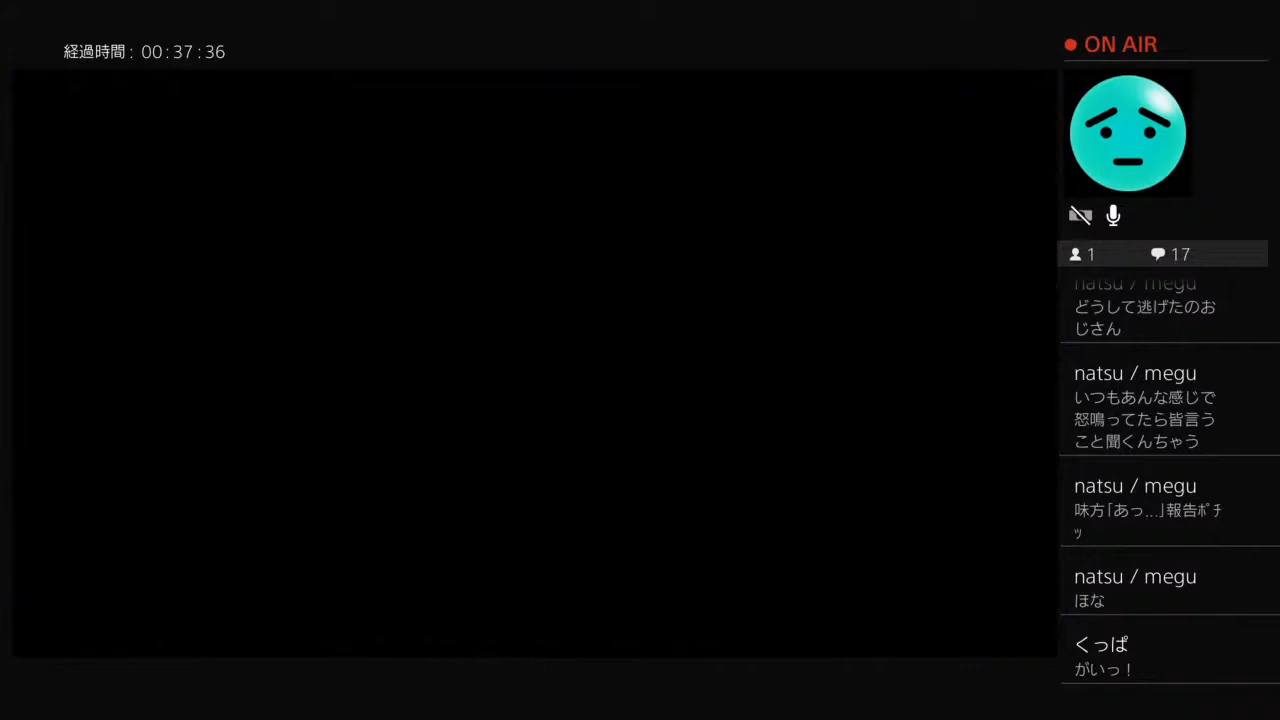 経過時間: 00:37:36
ON AIR
1
17
natsu / megu
どうして逃げたのお
じさん
natsu / megu
いつもあんな感じで
怒鳴ってたら皆言う
こと聞くんちゃう
natsu / megu
味方「あっ...」報告ﾎﾟﾁ
ｯ
natsu / megu
ほな
くっぱ
がいっ！